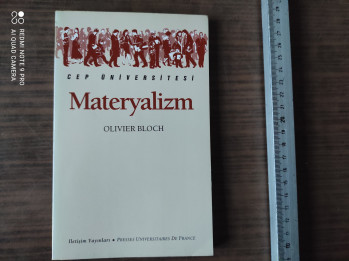 REDMI NOTE 9 PRO
AI QUAD CAMERA
CEP ÜNİVERSİTESİ
Materyalizm
OLIVIER BLOCH
İletişim Yayınları • PRESSES UNIVERSITAIRES DE FRANCE